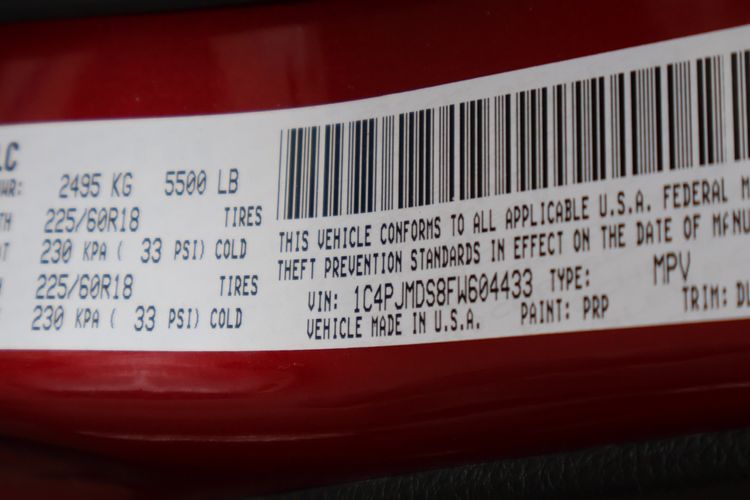 LC
2495 KG 5500 LB
225/60R18 TIRES
230 KPA ( 33 PSI) COLD
225/60R18 TIRES
230 KPA ( 33 PSI) COLD
THIS VEHICLE CONFORMS TO ALL APPLICABLE U.S.A. FEDERAL M
THEFT PREVENTION STANDARDS IN EFFECT ON THE DATE OF MANU
VIN: 1C4PJMDS8FW604433 TYPE: MPV
VEHICLE MADE IN U.S.A. PAINT: PRP TRIM: DL